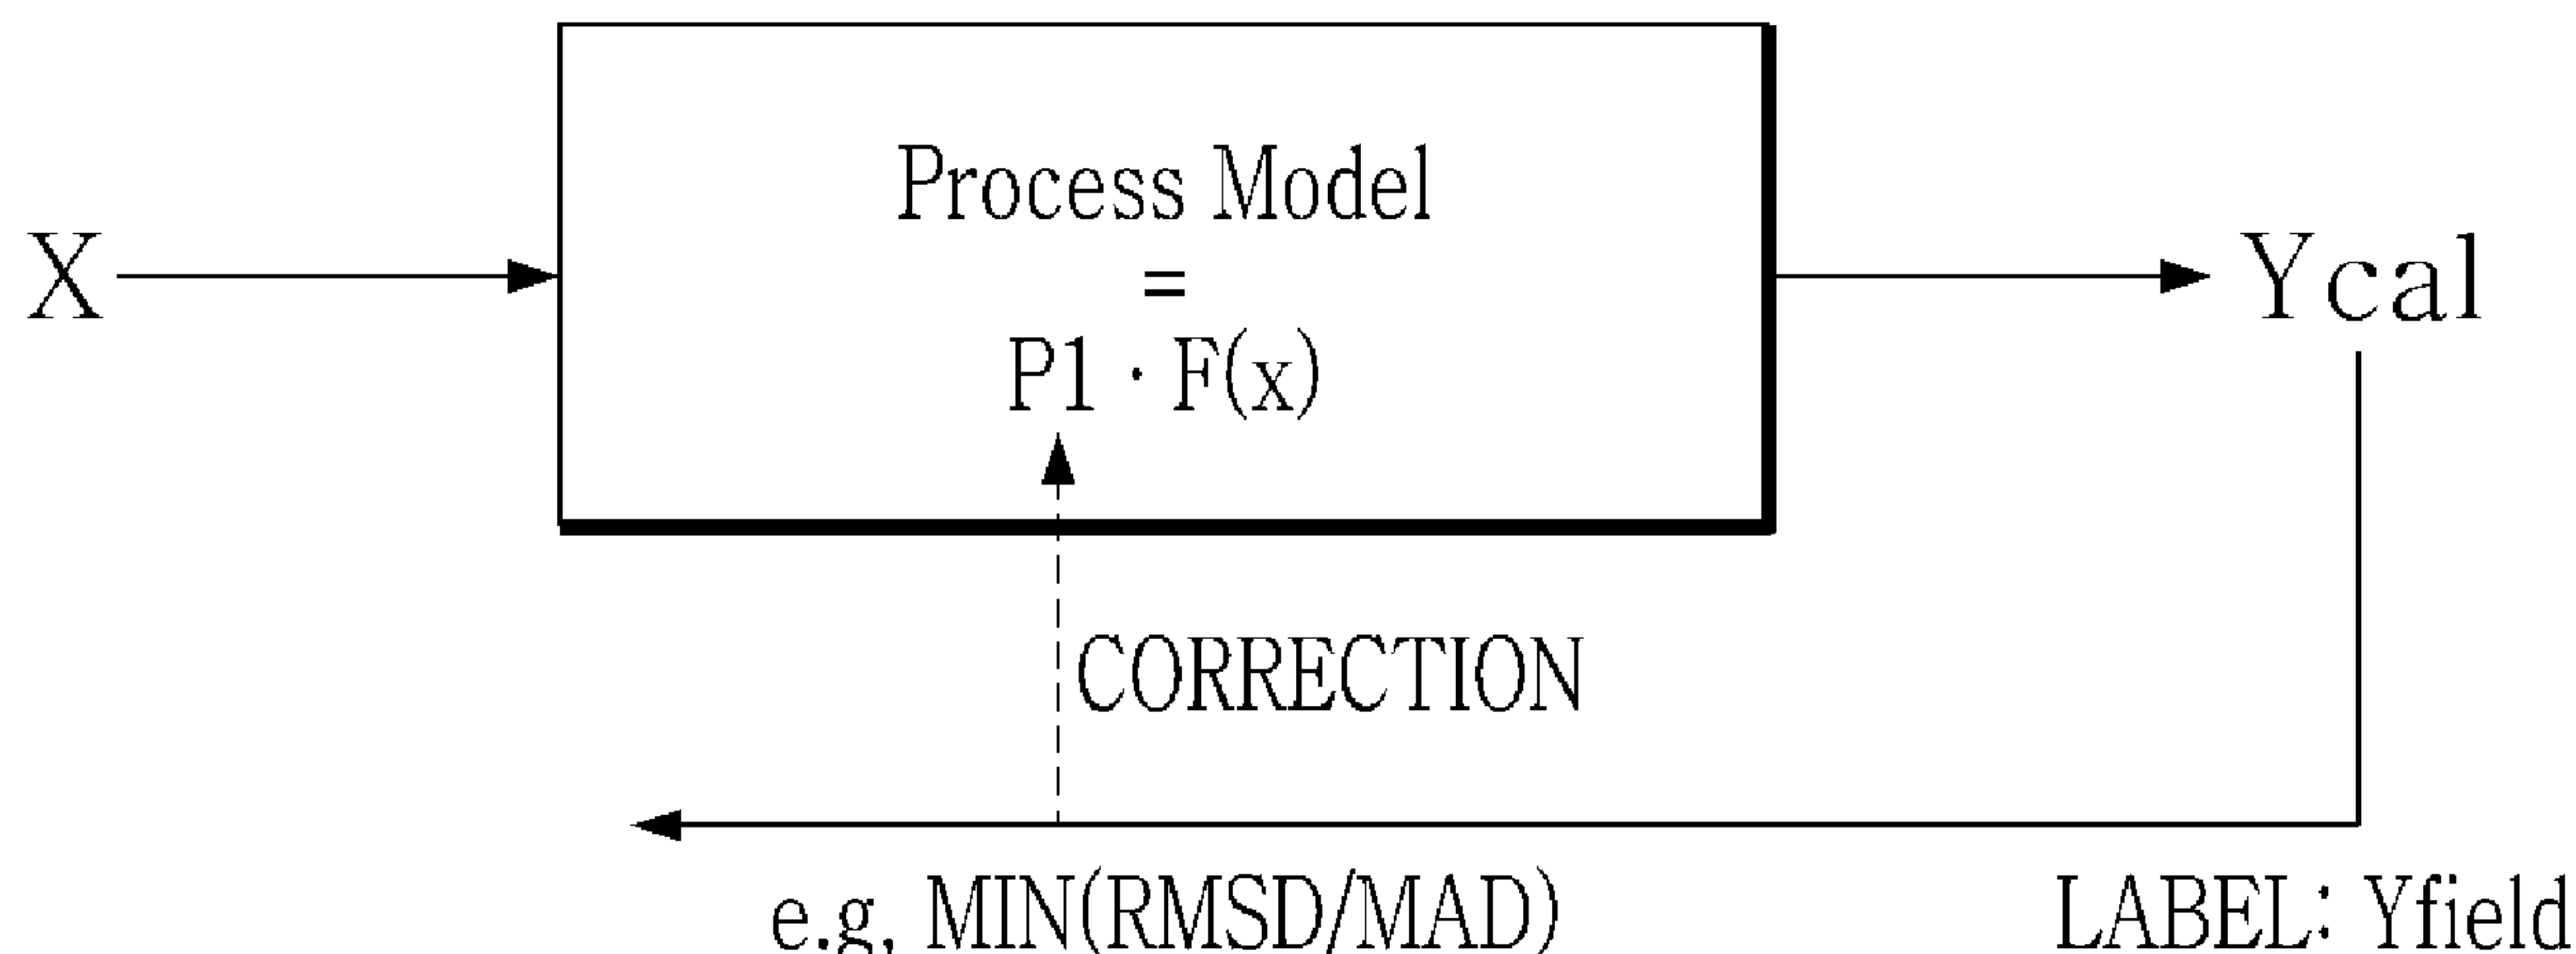 Process Model
=
P1 · F(x)
X
Ycal
CORRECTION
e.g, MIN(RMSD/MAD)
LABEL: Yfield